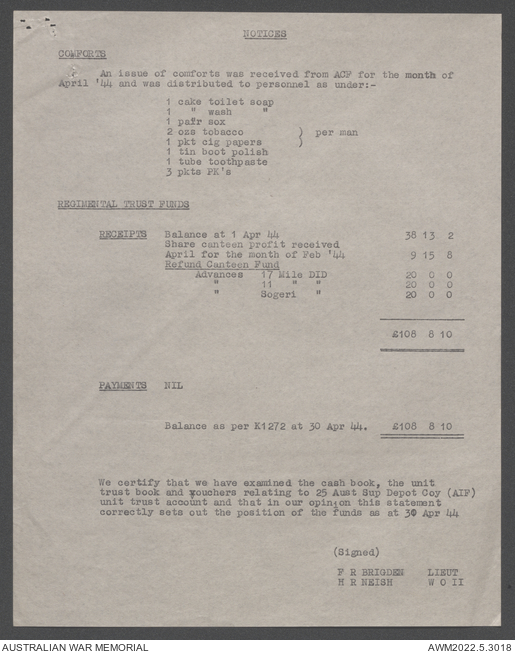 NOTICES
COMFORTS
An issue of comforts was received from ACF for the month of
April '44 and was distributed to personnel as under:-
1 cake toilet soap
1 " wash "
1 pair sox
2 ozs tobacco ) per man
1 pkt cig papers )
1 tin boot polish
1 tube toothpaste
3 pkts PK's
REGIMENTAL TRUST FUNDS
RECEIPTS Balance at 1 Apr 44 38 13 2
Share canteen profit received
April for the month of Feb '44 9 15 8
Refund Canteen Fund
Advances 17 Mile DID 20 0 0
" 11 " " 20 0 0
" Sogeri " 20 0 0
£108 8 10
PAYMENTS NIL
Balance as per K1272 at 30 Apr 44. £108 8 10
We certify that we have examined the cash book, the unit
trust book and vouchers relating to 25 Aust Sup Depot Coy (AIF)
unit trust account and that in our opinion this statement
correctly sets out the position of the funds as at 30 Apr 44
(Signed)
F R BRIGDEN LIEUT
H R NEISH W O II
AUSTRALIAN WAR MEMORIAL AWM2022.5.3018